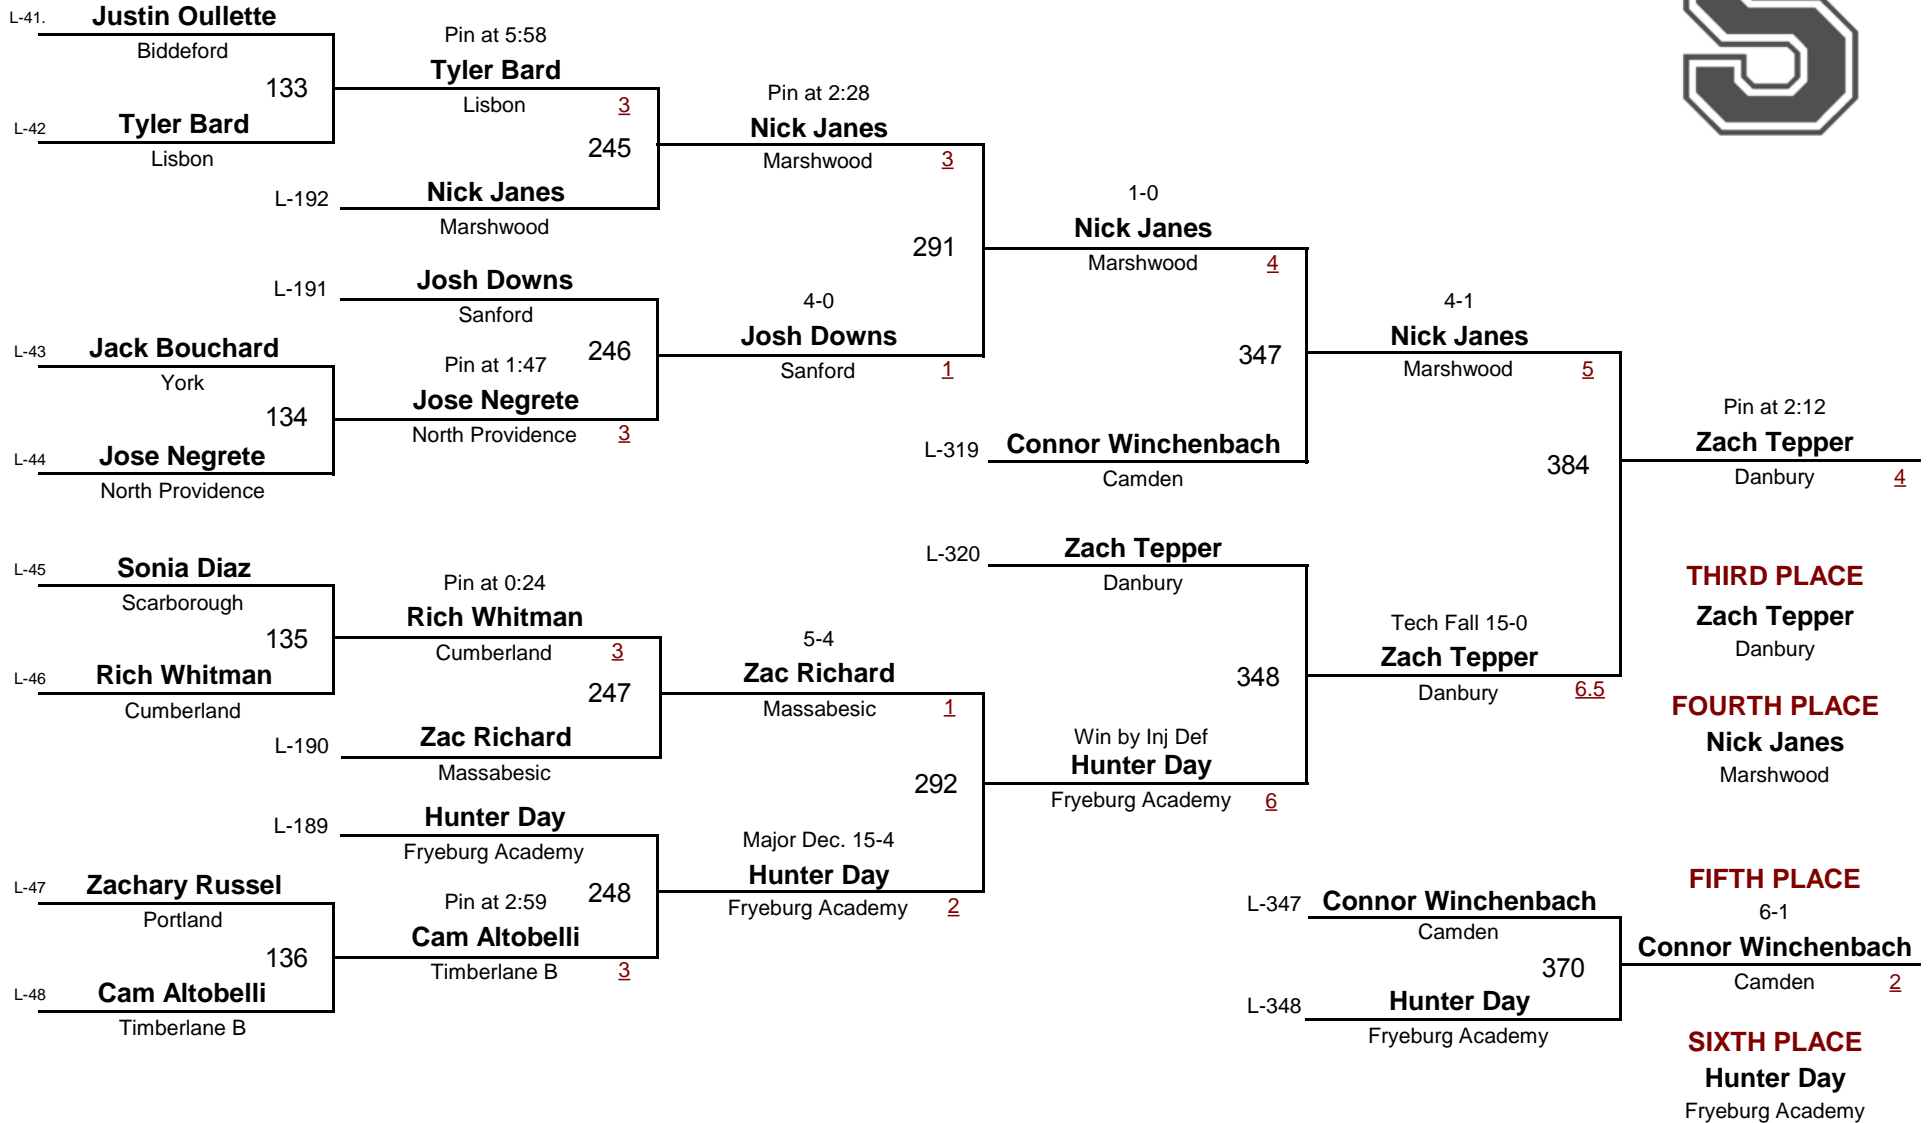 L-41.
Justin Oullette
Biddeford
133
L-42
Tyler Bard
Lisbon
Pin at 5:58
Tyler Bard
Lisbon
3
245
L-192
Nick Janes
Marshwood
L-191
Josh Downs
Sanford
L-43
Jack Bouchard
York
134
L-44
Jose Negrete
North Providence
246
Pin at 1:47
Jose Negrete
North Providence
3
Pin at 2:28
Nick Janes
Marshwood
3
291
4-0
Josh Downs
Sanford
1
1-0
Nick Janes
Marshwood
4
347
L-319
Connor Winchenbach
Camden
4-1
Nick Janes
Marshwood
5
384
Pin at 2:12
Zach Tepper
Danbury
4
L-45
Sonia Diaz
Scarborough
135
L-46
Rich Whitman
Cumberland
Pin at 0:24
Rich Whitman
Cumberland
3
247
L-190
Zac Richard
Massabesic
L-189
Hunter Day
Fryeburg Academy
L-47
Zachary Russel
Portland
136
L-48
Cam Altobelli
Timberlane B
248
Pin at 2:59
Cam Altobelli
Timberlane B
3
5-4
Zac Richard
Massabesic
1
292
Major Dec. 15-4
Hunter Day
Fryeburg Academy
2
L-320
Zach Tepper
Danbury
348
Win by Inj Def
Hunter Day
Fryeburg Academy
6
Tech Fall 15-0
Zach Tepper
Danbury
6.5
THIRD PLACE
Zach Tepper
Danbury
FOURTH PLACE
Nick Janes
Marshwood
L-347
Connor Winchenbach
Camden
370
L-348
Hunter Day
Fryeburg Academy
FIFTH PLACE
6-1
Connor Winchenbach
Camden
2
SIXTH PLACE
Hunter Day
Fryeburg Academy
S